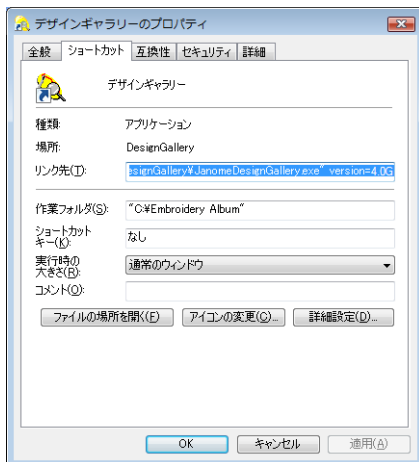 デザインギャラリーのプロパティ
全般 ショートカット 互換性 セキュリティ 詳細
デザインギャラリー
種類: アプリケーション
場所: DesignGallery
リンク先(T): esignGallery¥JanomeDesignGallery.exe" version=4.0G
作業フォルダ(S): "C:¥Embroidery Album"
ショートカット
キー(K): なし
実行時の
大きさ(R): 通常のウィンドウ
コメント(O):
ファイルの場所を開く(F) アイコンの変更(C)... 詳細設定(D)...
OK キャンセル 適用(A)